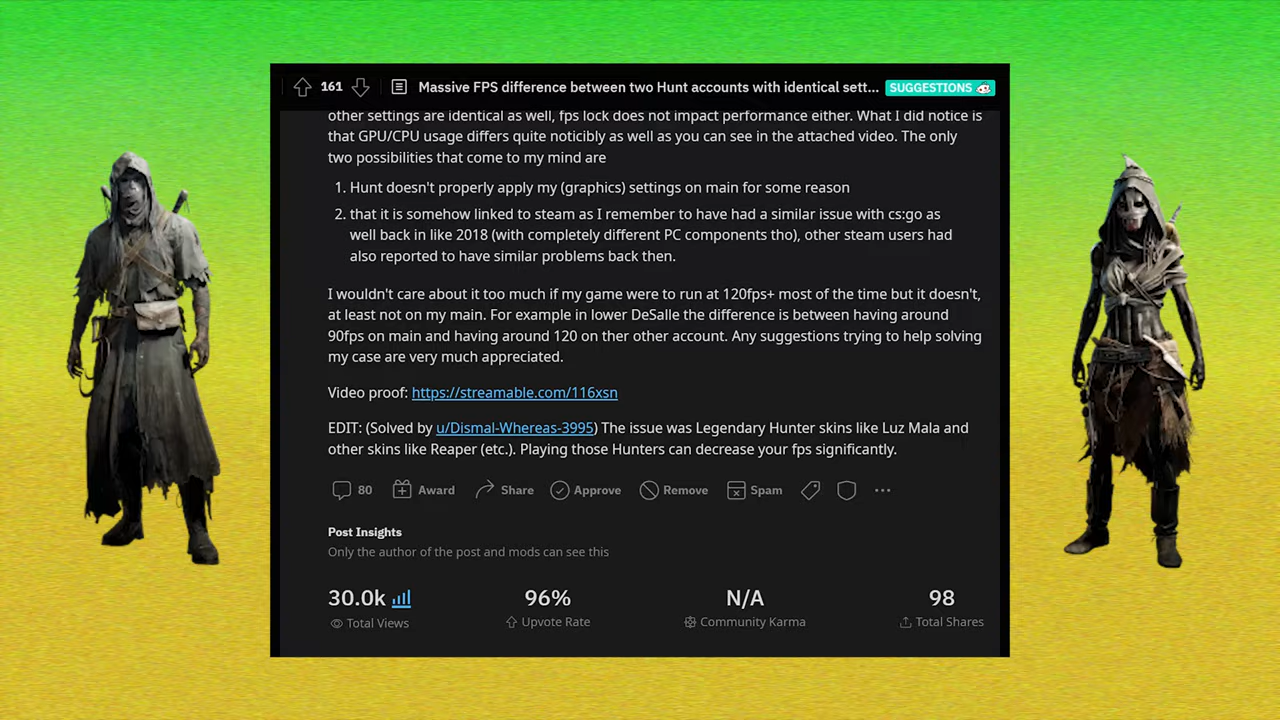 161 Massive FPS difference between two Hunt accounts with identical sett... SUGGESTIONS
other settings are identical as well, fps lock does not impact performance either. What I did notice is
that GPU/CPU usage differs quite noticibly as well as you can see in the attached video. The only
two possibilities that come to my mind are
1. Hunt doesn't properly apply my (graphics) settings on main for some reason
2. that it is somehow linked to steam as I remember to have had a similar issue with cs:go as
well back in like 2018 (with completely different PC components tho), other steam users had
also reported to have similar problems back then.
I wouldn't care about it too much if my game were to run at 120fps+ most of the time but it doesn't,
at least not on my main. For example in lower DeSalle the difference is between having around
90fps on main and having around 120 on ther other account. Any suggestions trying to help solving
my case are very much appreciated.
Video proof: https://streamable.com/116xsn
EDIT: (Solved by u/Dismal-Whereas-3995) The issue was Legendary Hunter skins like Luz Mala and
other skins like Reaper (etc.). Playing those Hunters can decrease your fps significantly.
80 Award Share Approve Remove Spam
Post Insights
Only the author of the post and mods can see this
30.0k 96% N/A 98
Total Views Upvote Rate Community Karma Total Shares